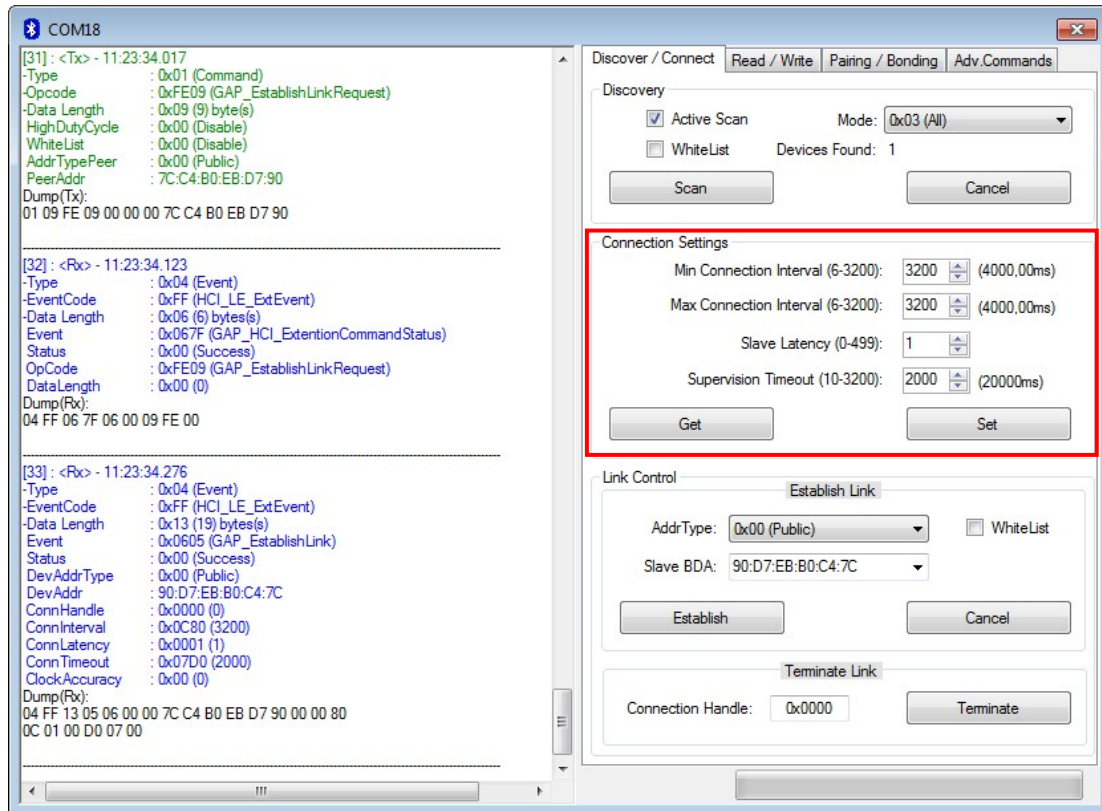 COM18
[31] : <Tx> - 11:23:34.017
-Type : 0x01 (Command)
-Opcode : 0xFE09 (GAP_EstablishLinkRequest)
-Data Length : 0x09 (9) byte(s)
HighDutyCycle : 0x00 (Disable)
WhiteList : 0x00 (Disable)
AddrTypePeer : 0x00 (Public)
PeerAddr : 7C:C4:B0:EB:D7:90
Dump(Tx):
01 09 FE 09 00 00 00 7C C4 B0 EB D7 90
[32] : <Rx> - 11:23:34.123
-Type : 0x04 (Event)
-EventCode : 0xFF (HCI_LE_ExtEvent)
-Data Length : 0x06 (6) bytes(s)
Event : 0x067F (GAP_HCI_ExtentionCommandStatus)
Status : 0x00 (Success)
OpCode : 0xFE09 (GAP_EstablishLinkRequest)
DataLength : 0x00 (0)
Dump(Rx):
04 FF 06 7F 06 00 09 FE 00
[33] : <Rx> - 11:23:34.276
-Type : 0x04 (Event)
-EventCode : 0xFF (HCI_LE_ExtEvent)
-Data Length : 0x13 (19) bytes(s)
Event : 0x0605 (GAP_EstablishLink)
Status : 0x00 (Success)
DevAddrType : 0x00 (Public)
DevAddr : 90:D7:EB:B0:C4:7C
ConnHandle : 0x0000 (0)
ConnInterval : 0x0C80 (3200)
ConnLatency : 0x0001 (1)
ConnTimeout : 0x07D0 (2000)
ClockAccuracy : 0x00 (0)
Dump(Rx):
04 FF 13 05 06 00 00 7C C4 B0 EB D7 90 00 00 80
0C 01 00 D0 07 00
Discover / Connect Read / Write Pairing / Bonding Adv.Commands
Discovery
Active Scan Mode: 0x03 (All)
WhiteList Devices Found: 1
Scan Cancel
Connection Settings
Min Connection Interval (6-3200): 3200 (4000,00ms)
Max Connection Interval (6-3200): 3200 (4000,00ms)
Slave Latency (0-499): 1
Supervision Timeout (10-3200): 2000 (20000ms)
Get Set
Link Control
Establish Link
AddrType: 0x00 (Public) WhiteList
Slave BDA: 90:D7:EB:B0:C4:7C
Establish Cancel
Terminate Link
Connection Handle: 0x0000 Terminate